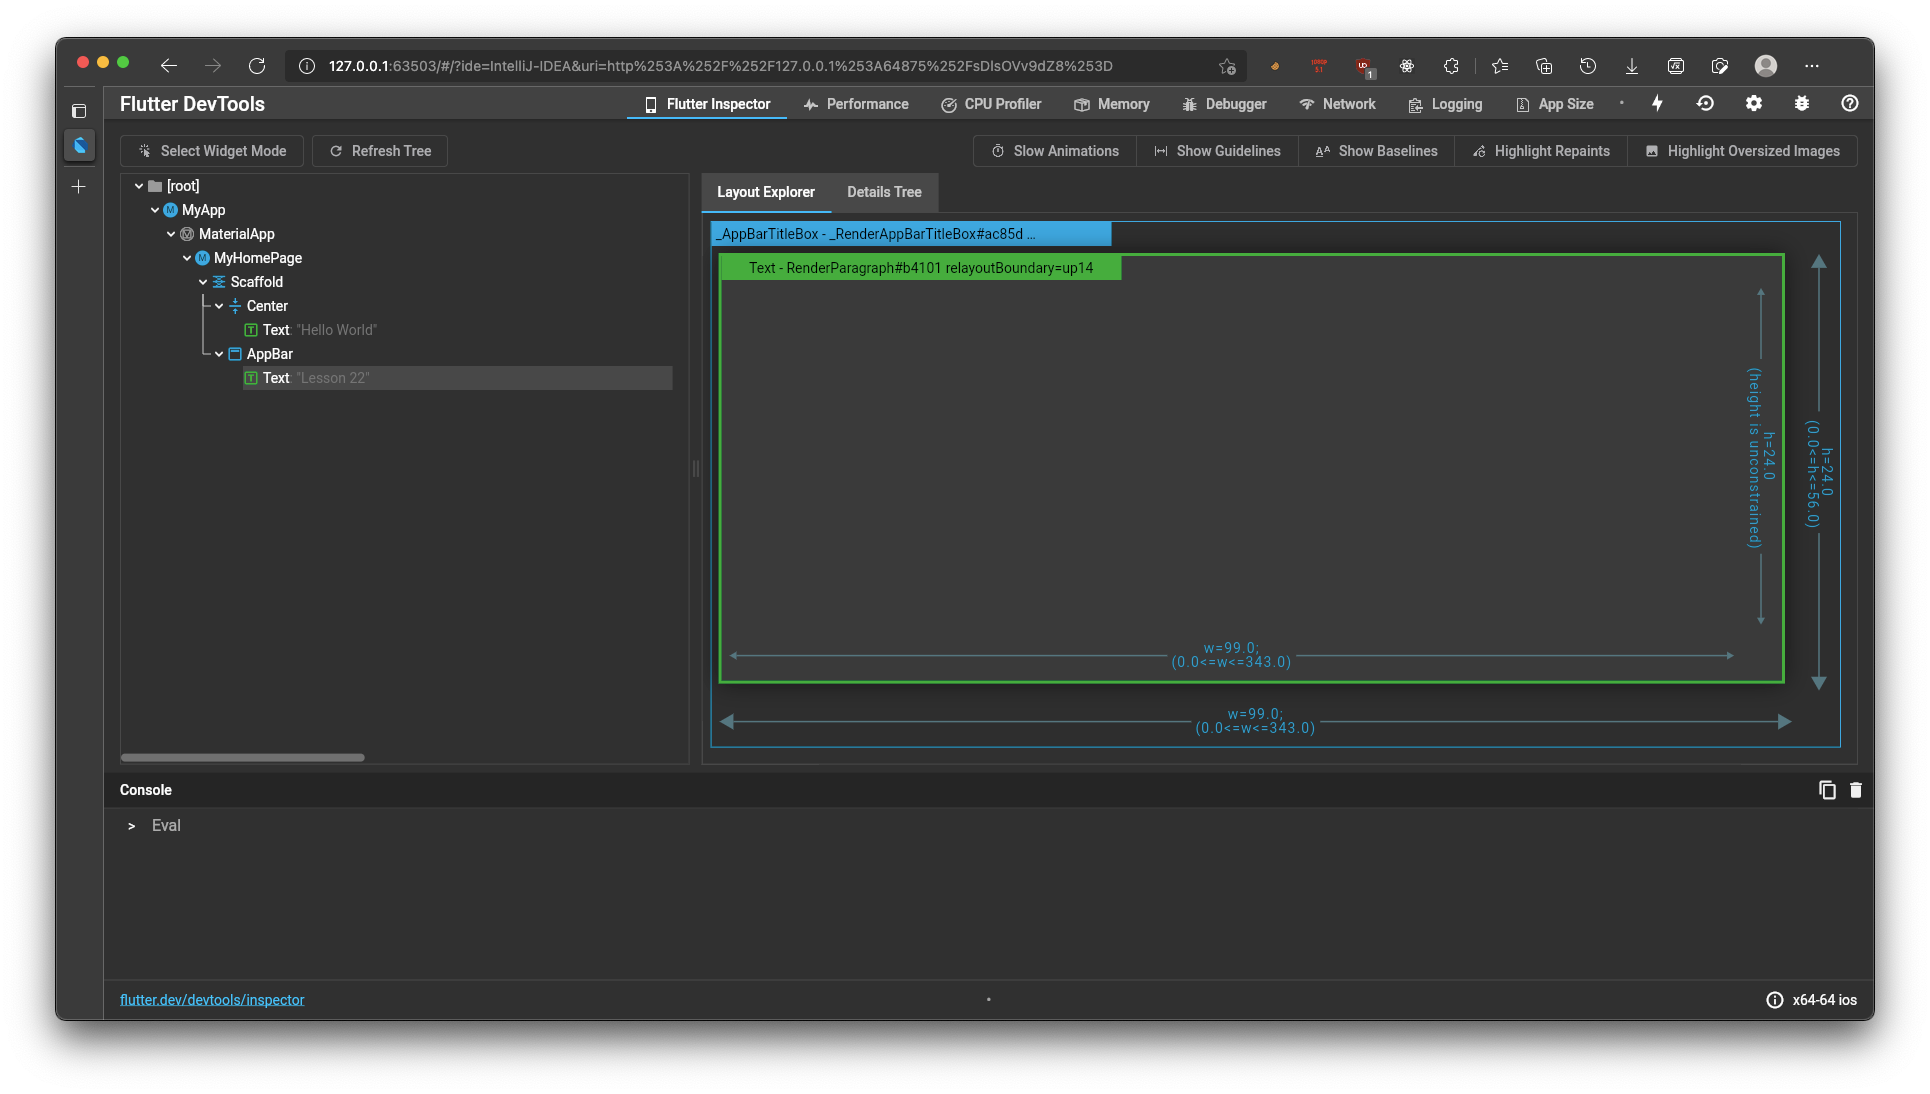 127.0.0.1:63503/#/?ide=IntelliJ-IDEA&uri=http%253A%252F%252F127.0.0.1%253A64875%252FsDIsOVv9dZ8%253D
1
Flutter DevTools
Flutter Inspector
Performance
CPU Profiler
Memory
Debugger
Network
Logging
App Size
Select Widget Mode
Refresh Tree
Slow Animations
Show Guidelines
Show Baselines
Highlight Repaints
Highlight Oversized Images
[root]
MyApp
MaterialApp
MyHomePage
Scaffold
Center
Text: "Hello World"
AppBar
Text: "Lesson 22"
Layout Explorer
Details Tree
_AppBarTitleBox - _RenderAppBarTitleBox#ac85d ...
Text - RenderParagraph#b4101 relayoutBoundary=up14
h=24.0
(height is unconstrained)
h=24.0
(0.0<=h<=56.0)
w=99.0;
(0.0<=w<=343.0)
w=99.0;
(0.0<=w<=343.0)
Console
> Eval
flutter.dev/devtools/inspector
x64-64 ios